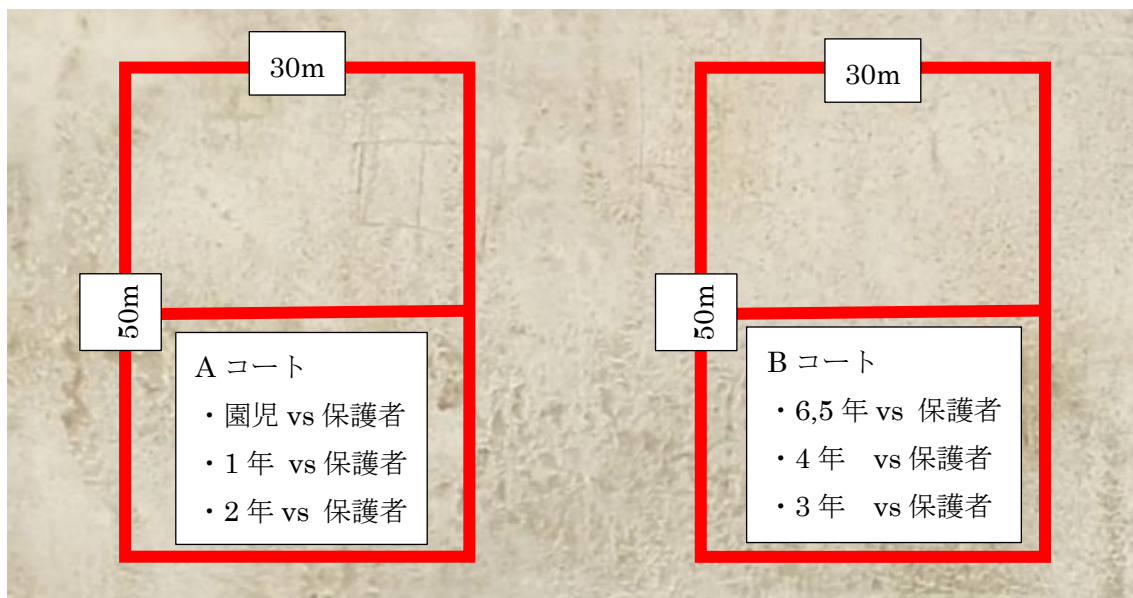 30m
50m
A コート
・園児 vs 保護者
・1 年 vs 保護者
・2 年 vs 保護者
30m
50m
B コート
・6,5 年 vs 保護者
・4 年　vs 保護者
・3 年　vs 保護者